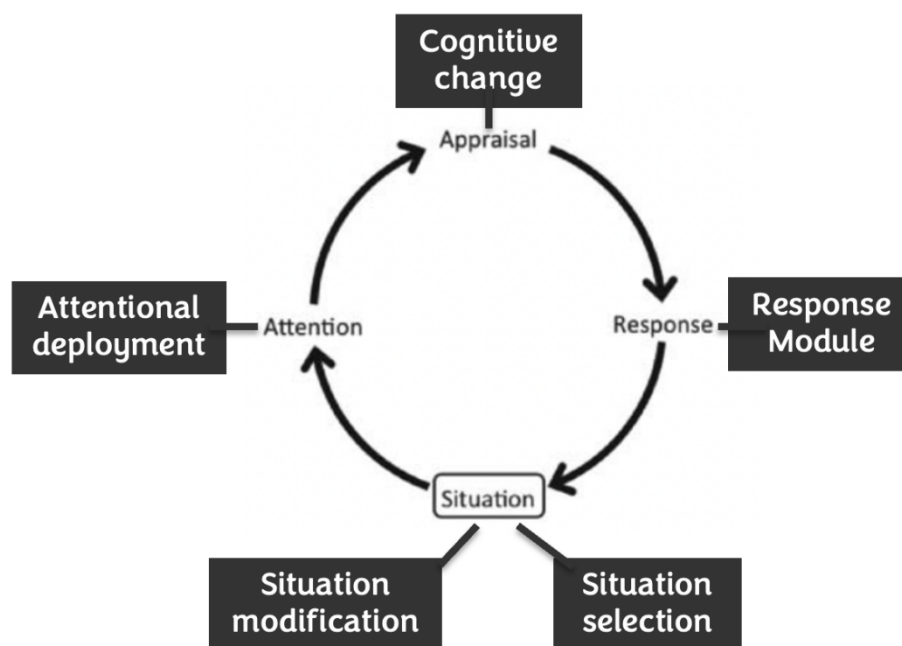 Cognitive
change
Appraisal
Attentional
deployment
Attention
Response
Response
Module
Situation
Situation
modification
Situation
selection